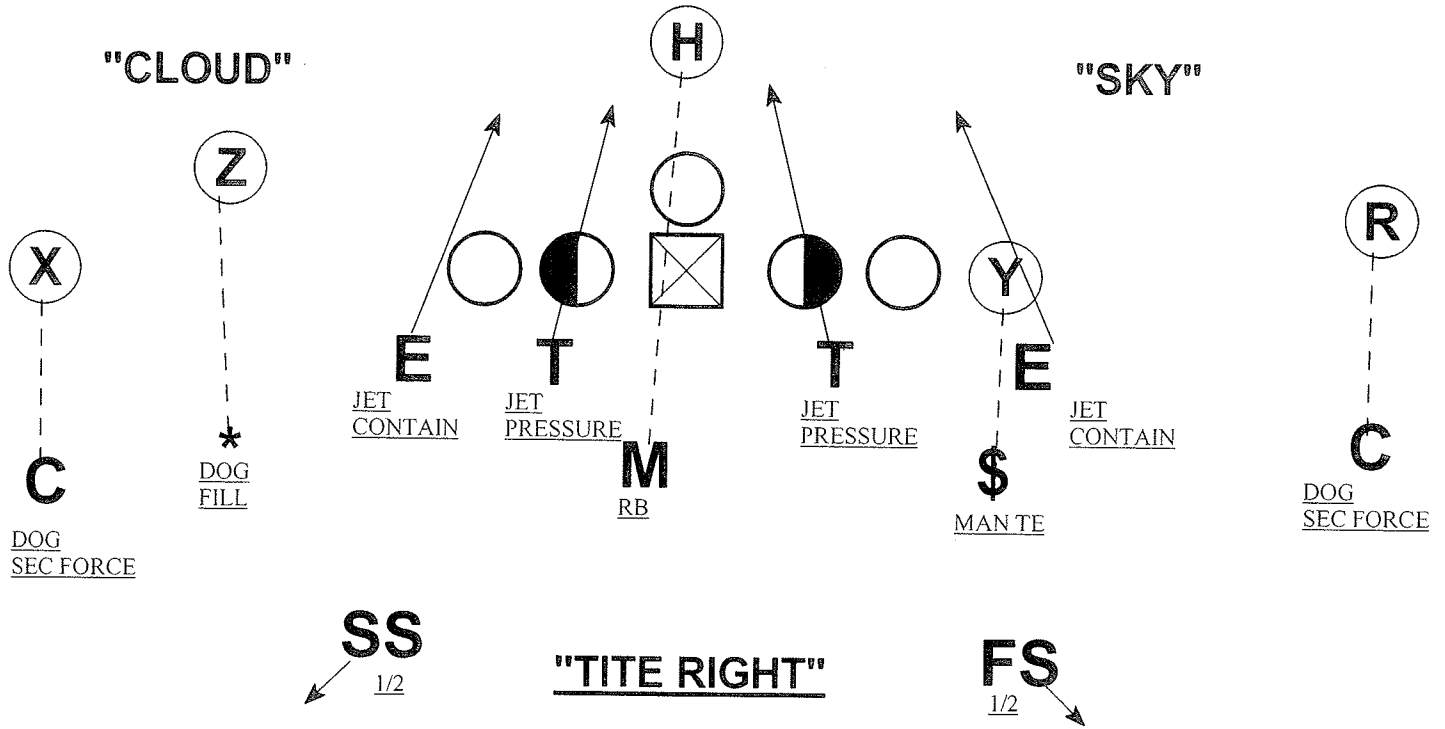 H
"CLOUD"
"SKY"
Z
X
R
Y
E
T
T
E
JET
CONTAIN
JET
PRESSURE
JET
PRESSURE
JET
CONTAIN
C
*
DOG
FILL
M
RB
$
MAN TE
C
DOG
SEC FORCE
DOG
SEC FORCE
SS
1/2
"TITE RIGHT"
FS
1/2